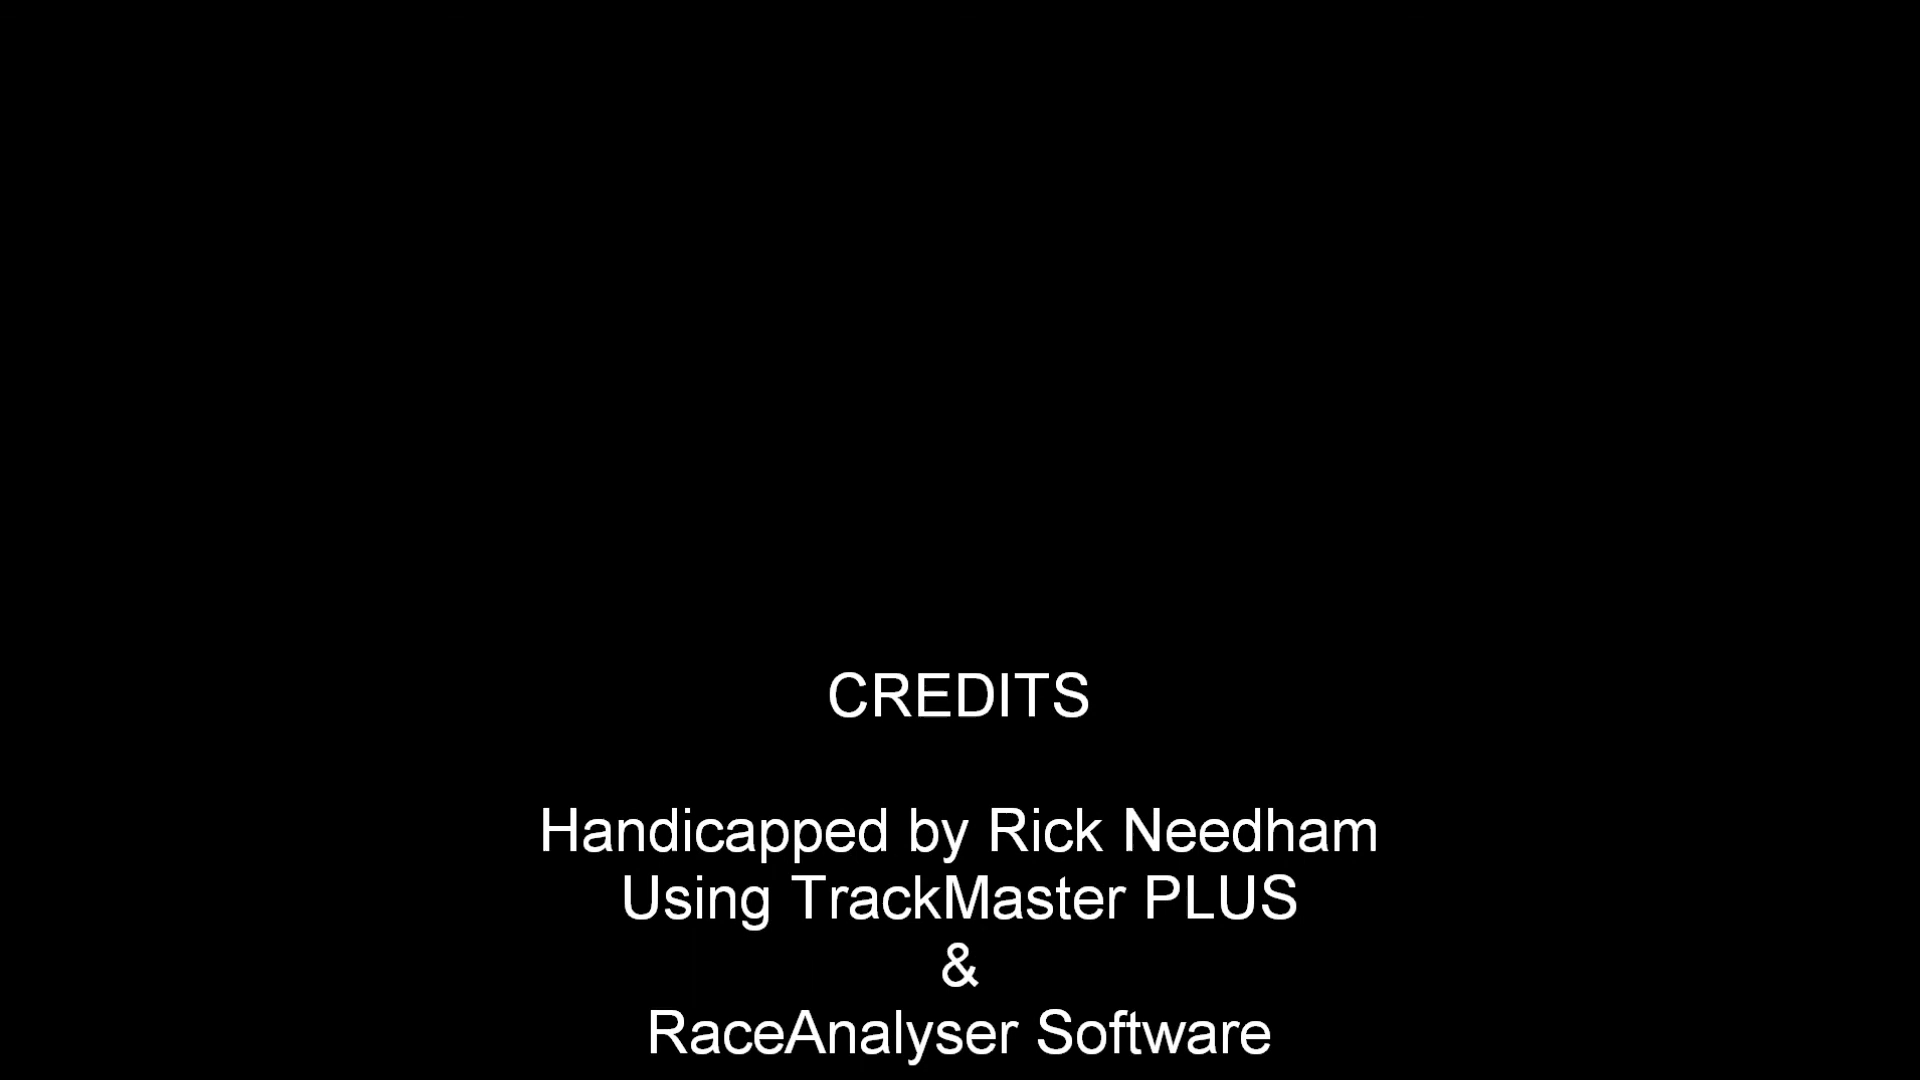 CREDITS
Handicapped by Rick Needham
Using TrackMaster PLUS
&
RaceAnalyser Software